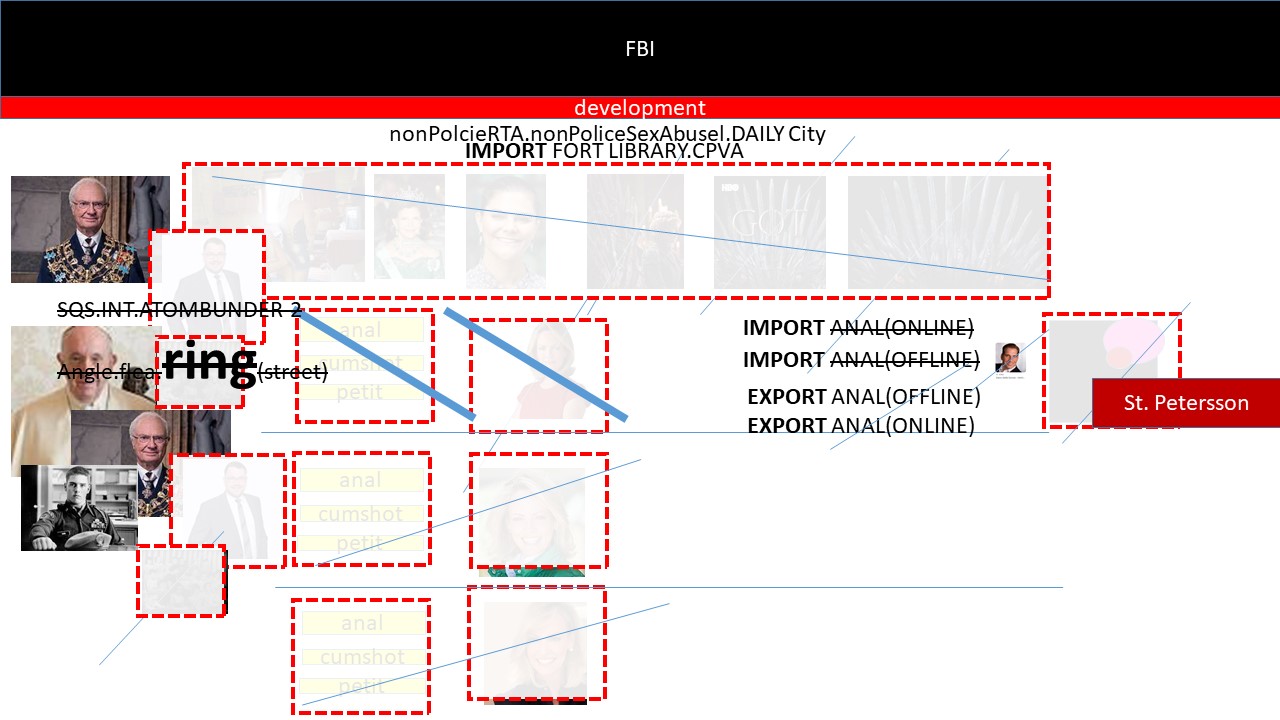 FBI
development
nonPolcieRTA.nonPoliceSexAbusel.DAILY City
IMPORT FORT LIBRARY.CPVA
HBO
GOT
SQS.INT.ATOMBUNDER-2
Angle.flea.ring(street)
anal
cumshot
petit
IMPORT ANAL(ONLINE)
IMPORT ANAL(OFFLINE)
EXPORT ANAL(OFFLINE)
EXPORT ANAL(ONLINE)
St. Petersson
anal
cumshot
petit
anal
cumshot
petit